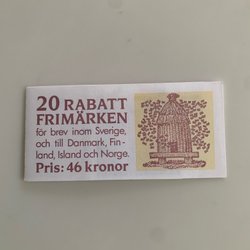 20 RABATT
FRIMÄRKEN
för brev inom Sverige,
och till Danmark, Fin-
land, Island och Norge.
Pris: 46 kronor